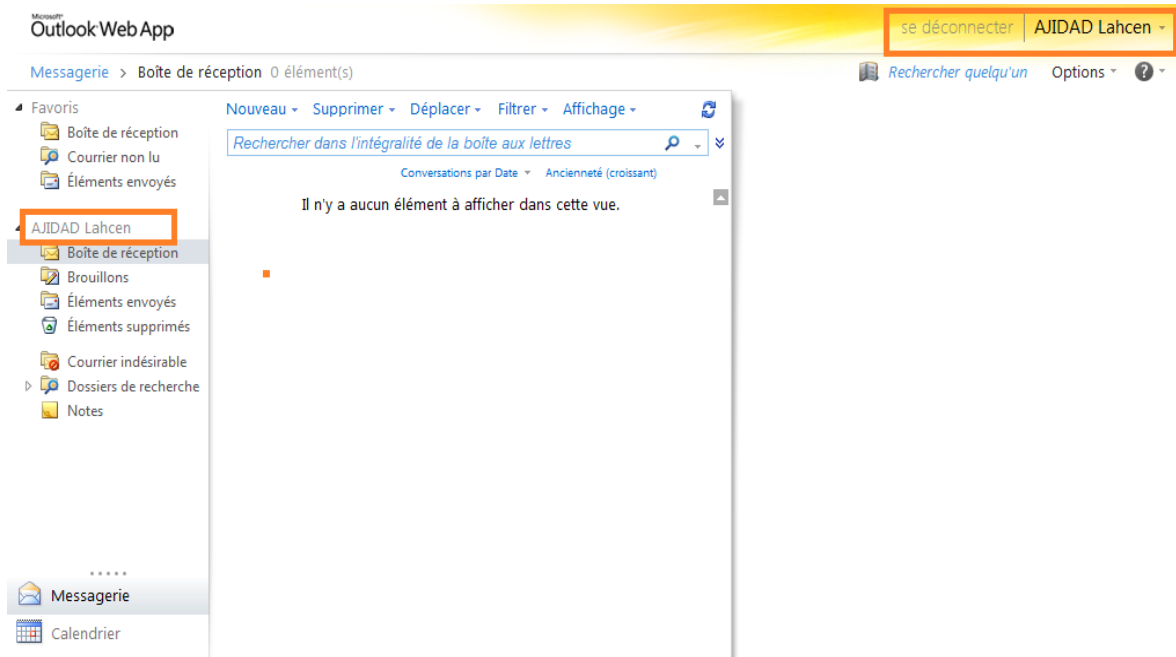 Microsoft®
Outlook Web App
se déconnecter | AJIDAD Lahcen
Messagerie > Boîte de réception 0 élément(s)
Rechercher quelqu'un Options ?
Favoris
Boîte de réception
Courrier non lu
Éléments envoyés
AJIDAD Lahcen
Boîte de réception
Brouillons
Éléments envoyés
Éléments supprimés
Courrier indésirable
Dossiers de recherche
Notes
Messagerie
Calendrier
Nouveau Supprimer Déplacer Filtrer Affichage
Rechercher dans l'intégralité de la boîte aux lettres
Conversations par Date Ancienneté (croissant)
Il n'y a aucun élément à afficher dans cette vue.